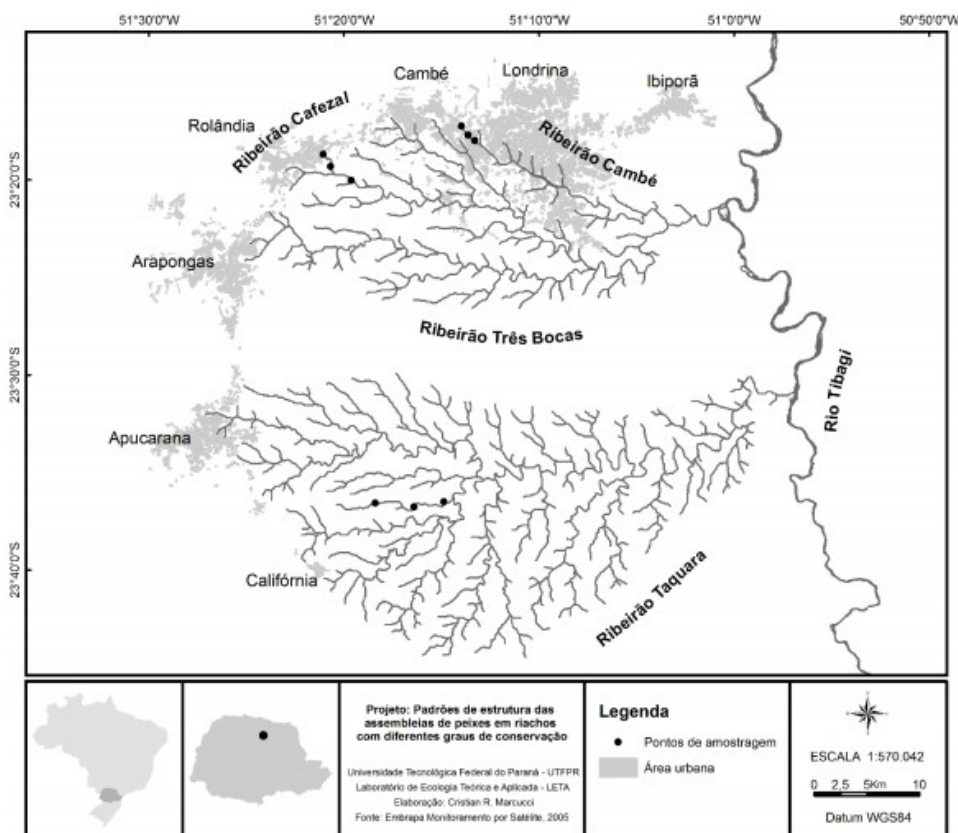 51°30'0"W 51°20'0"W 51°10'0"W 51°0'0"W 50°50'0"W
Cambé
Londrina
Ibiporã
Rolândia
Ribeirão Cafezal
Ribeirão Cambé
23°20'0"S
Arapongas
Ribeirão Três Bocas
Rio Tibagi
23°30'0"S
Apucarana
23°40'0"S
Califórnia
Ribeirão Taquara
Projeto: Padrões de estrutura das
assembleias de peixes em riachos
com diferentes graus de conservação
Universidade Tecnológica Federal do Paraná - UTFPR
Laboratório de Ecologia Teórica e Aplicada - LETA
Elaboração: Cristian R. Marcucci
Fonte: Embrapa Monitoramento por Satélite, 2005
Legenda
Pontos de amostragem
Área urbana
ESCALA 1:570.042
0 2,5 5Km 10
Datum WGS84